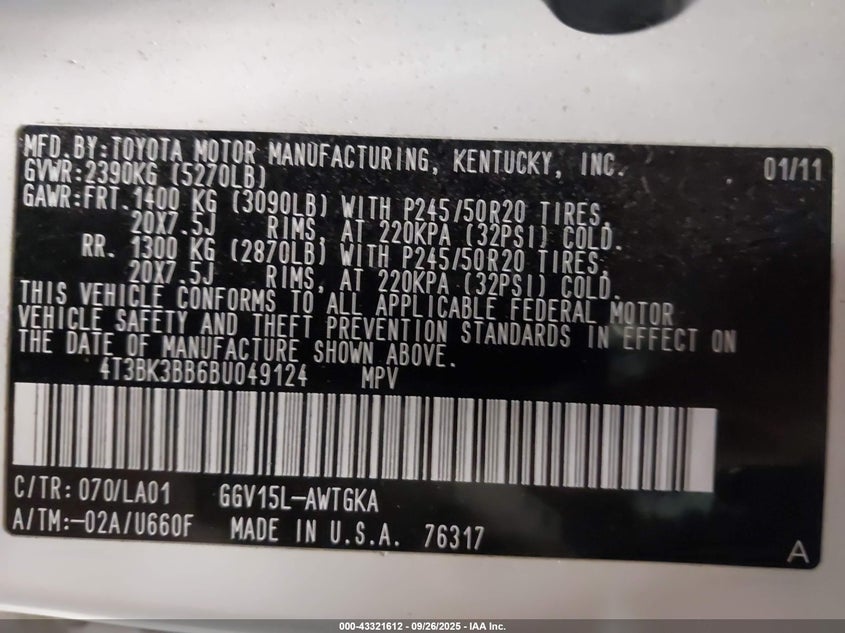 MFD.BY:TOYOTA MOTOR MANUFACTURING, KENTUCKY, INC. 01/11
GVWR:2390KG (5270LB)
GAWR:FRT.1400 KG (3090LB) WITH P245/50R20 TIRES,
20X7.5J RIMS, AT 220KPA (32PSI) COLD.
RR. 1300 KG (2870LB) WITH P245/50R20 TIRES,
20X7.5J RIMS, AT 220KPA (32PSI) COLD.
THIS VEHICLE CONFORMS TO ALL APPLICABLE FEDERAL MOTOR
VEHICLE SAFETY AND THEFT PREVENTION STANDARDS IN EFFECT ON
THE DATE OF MANUFACTURE SHOWN ABOVE.
4T3BK3BB6BU049124 MPV
C/TR: 070/LA01 GGV15L-AWTGKA
A/TM:-02A/U660F MADE IN U.S.A. 76317
A
000-43321612 - 09/26/2025 - IAA Inc.